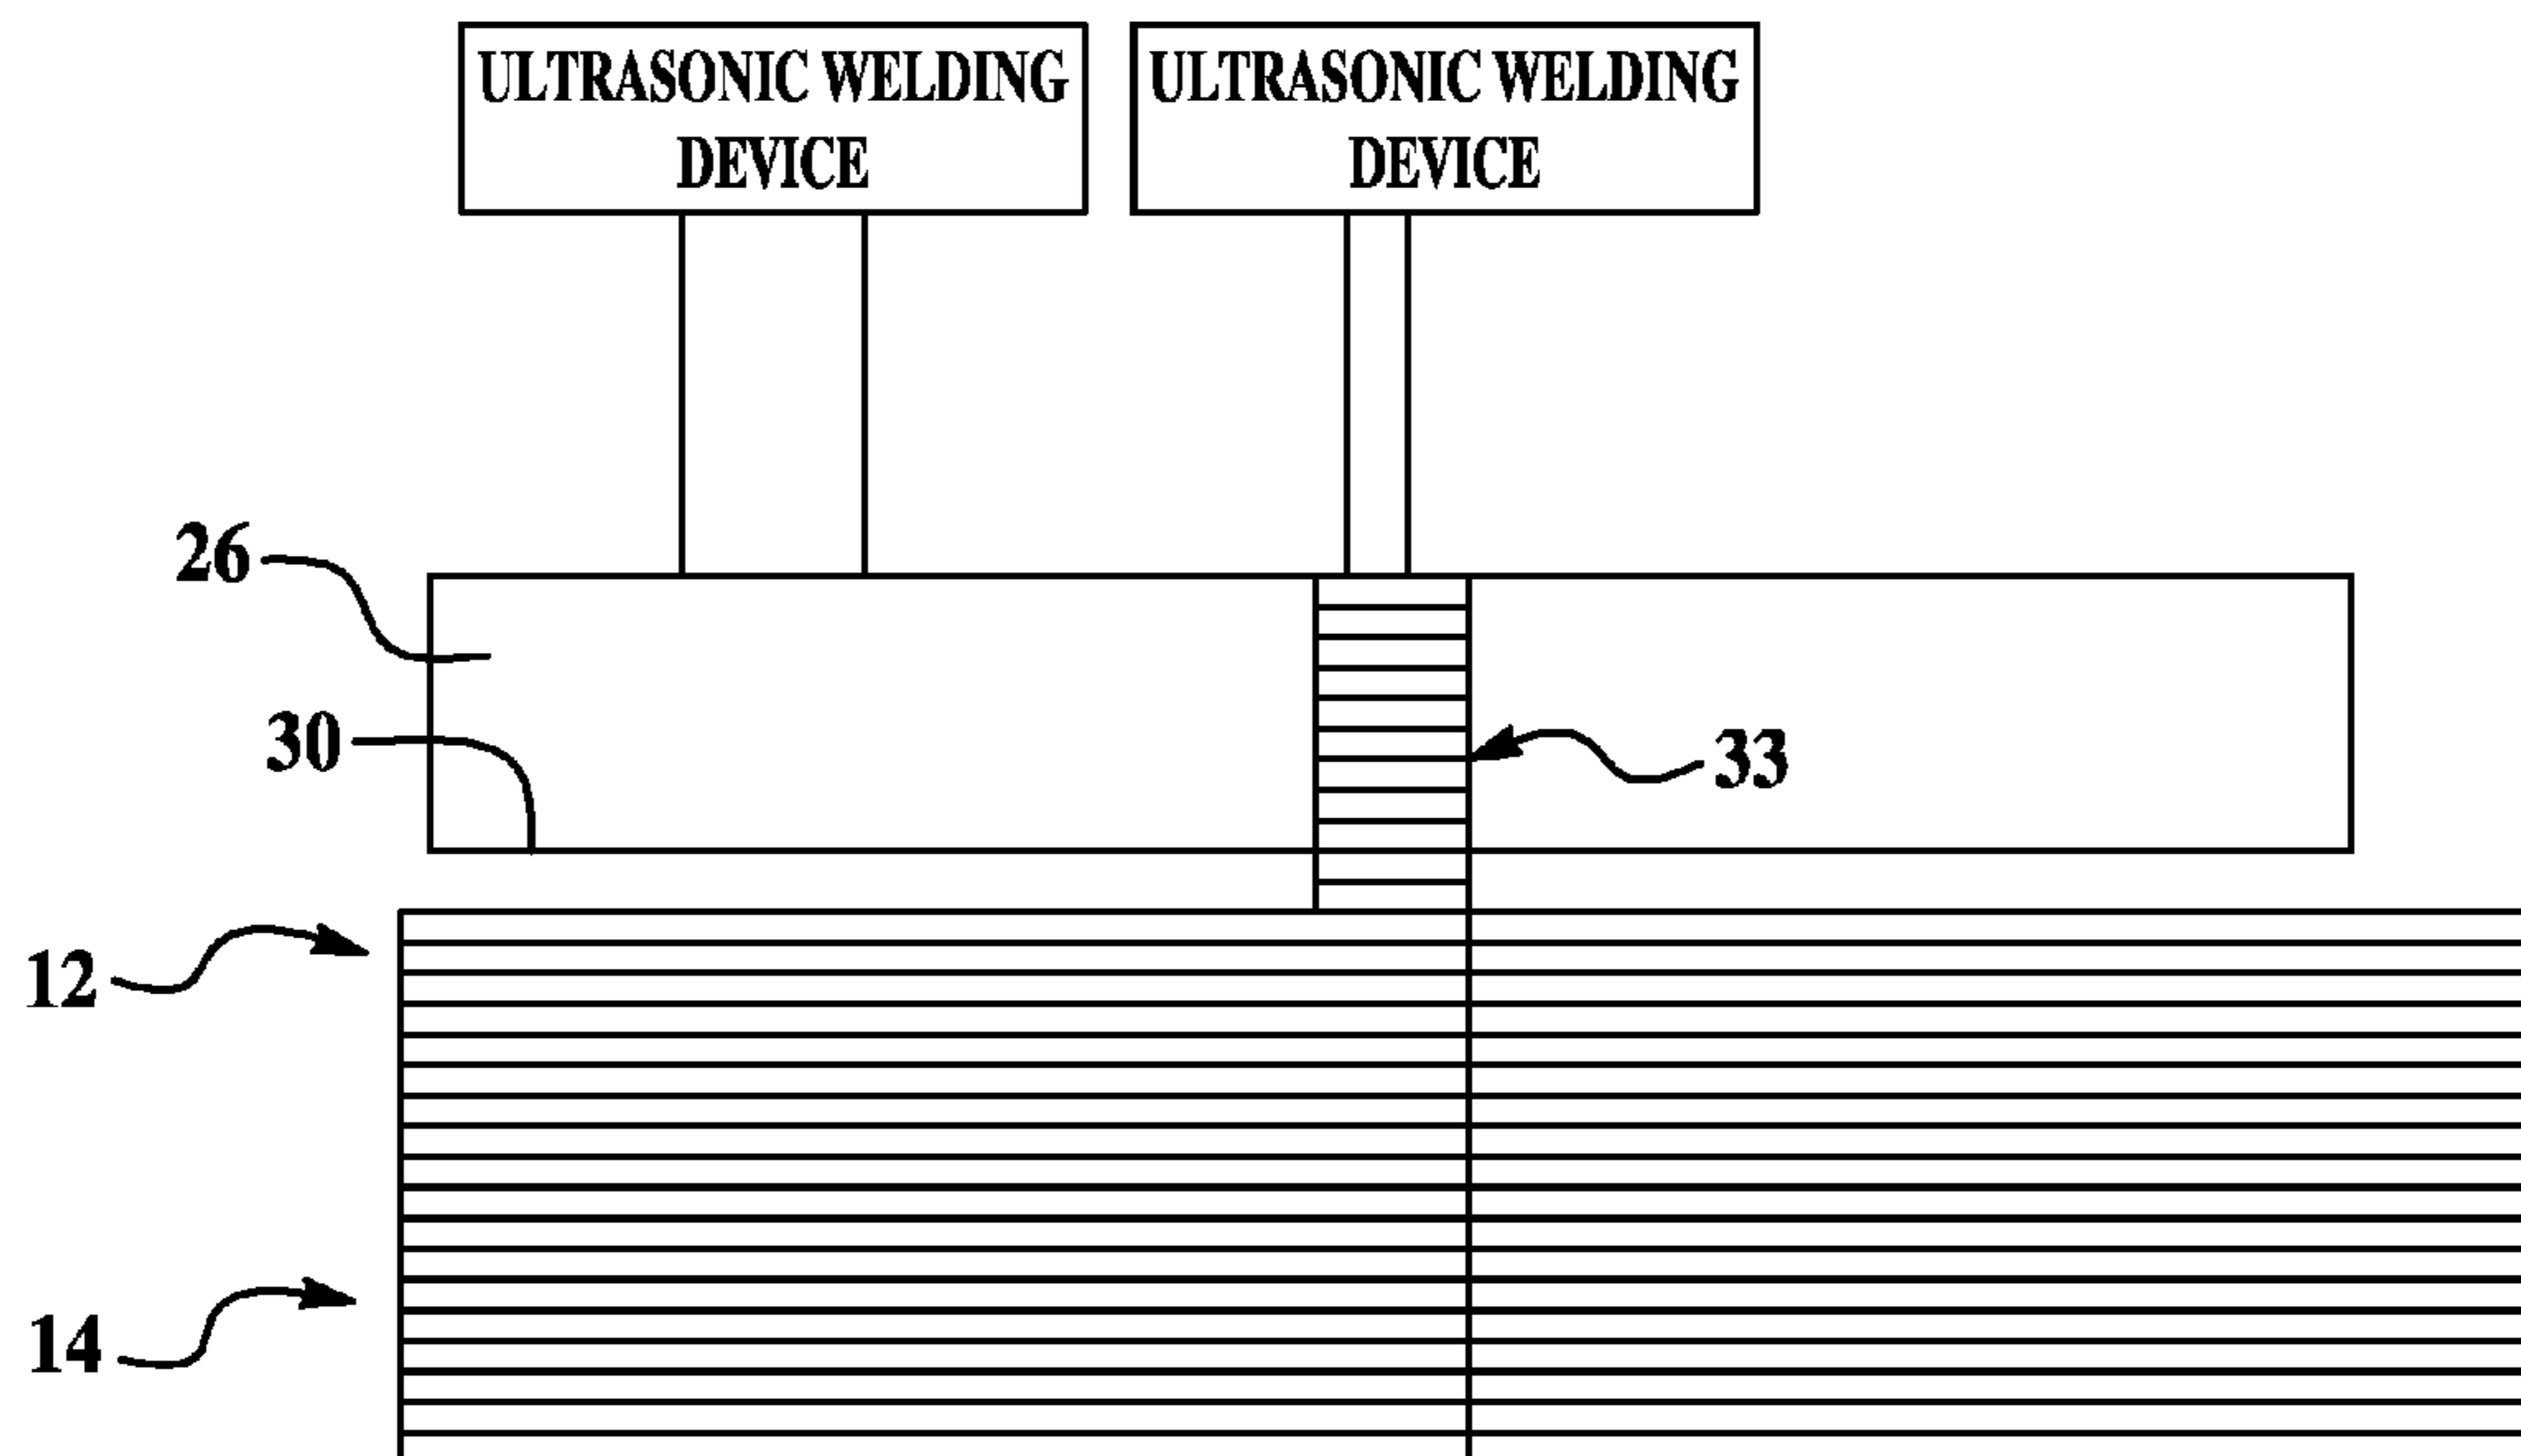 ULTRASONIC WELDING
DEVICE
ULTRASONIC WELDING
DEVICE
26
30
33
12
14